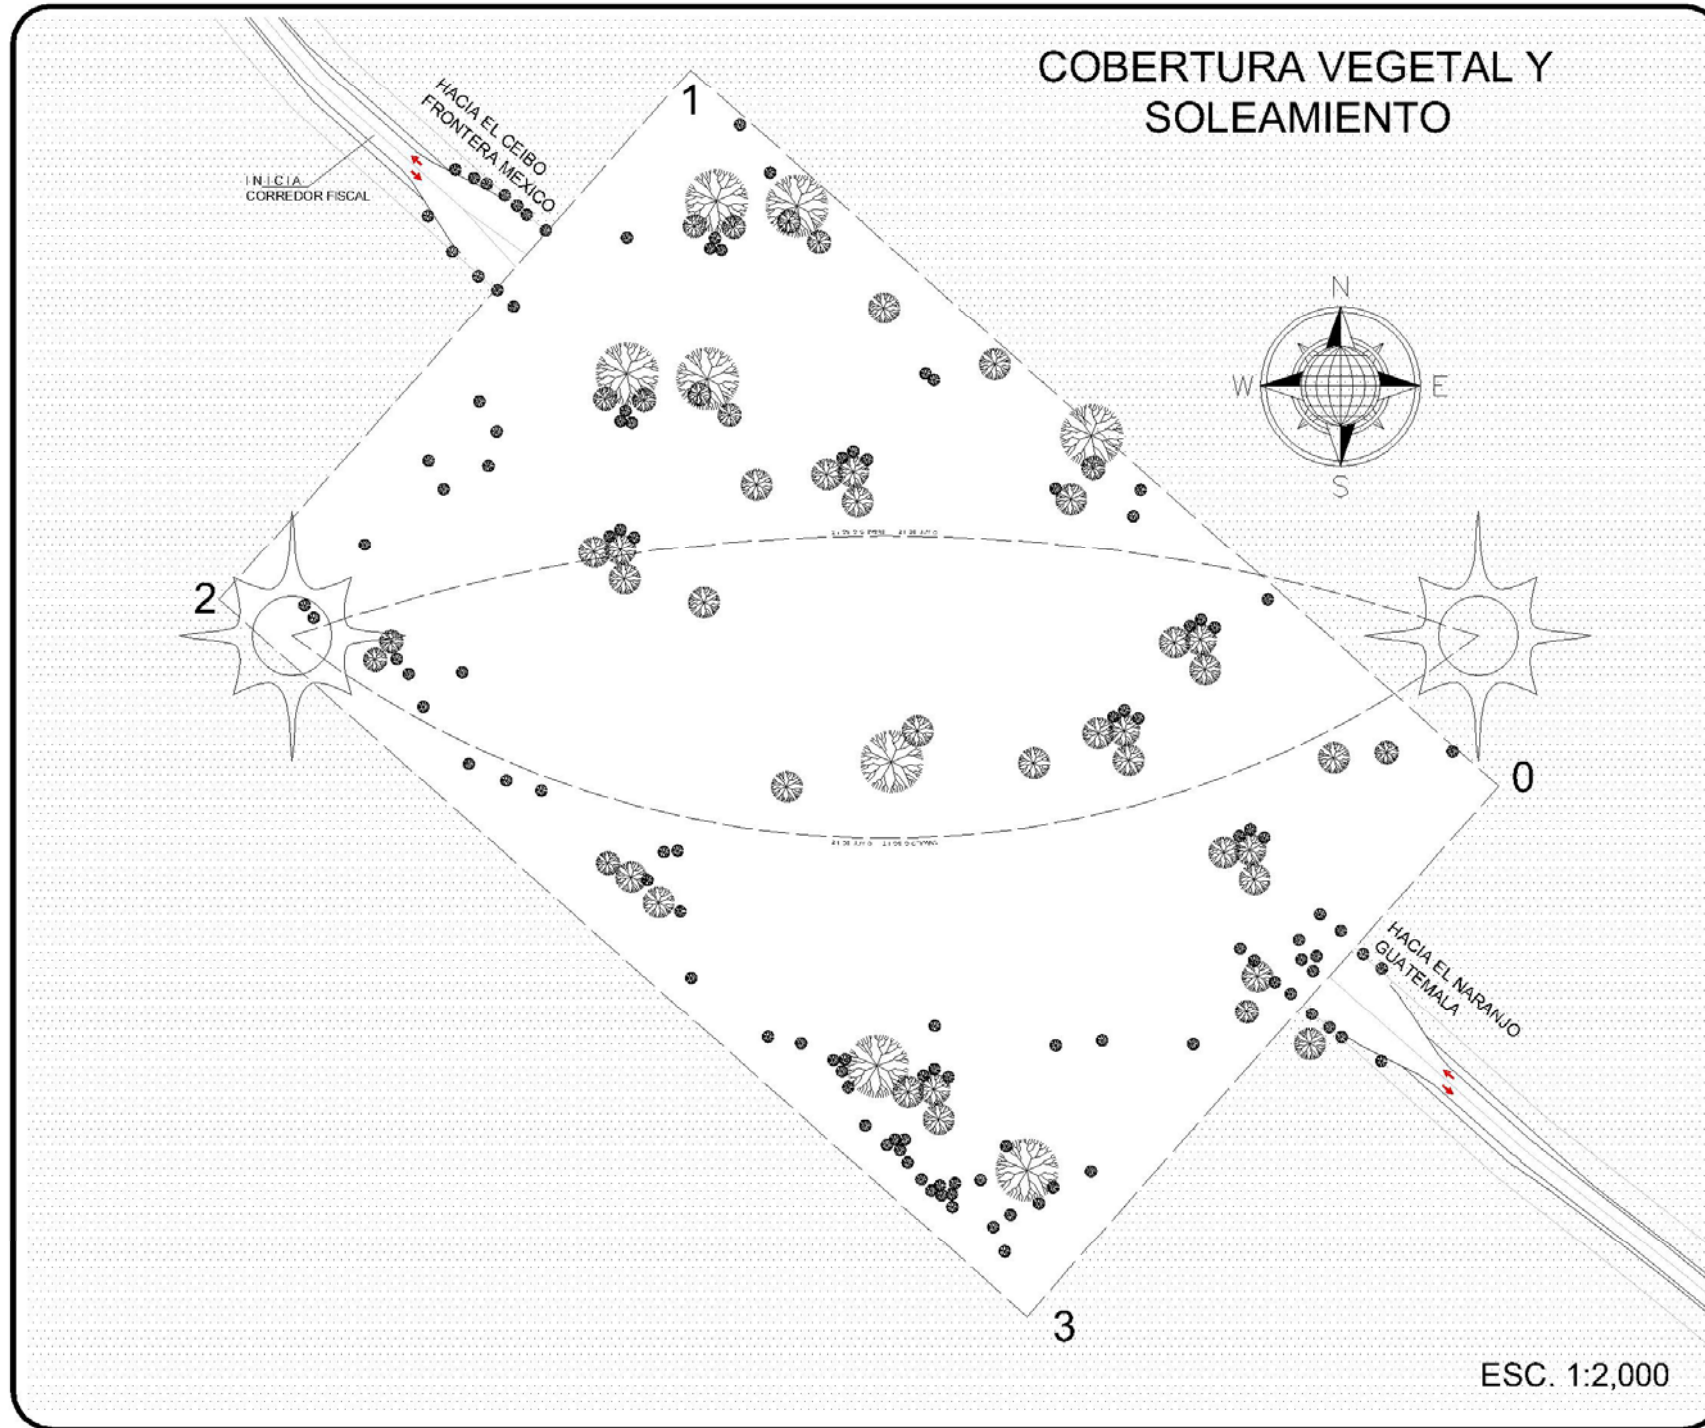 COBERTURA VEGETAL Y
SOLEAMIENTO
1
HACIA EL CEIBO
FRONTERA MEXICO
INICIA
CORREDOR FISCAL
N
W
E
S
2
0
HACIA EL NARANJO
GUATEMALA
3
ESC. 1:2,000